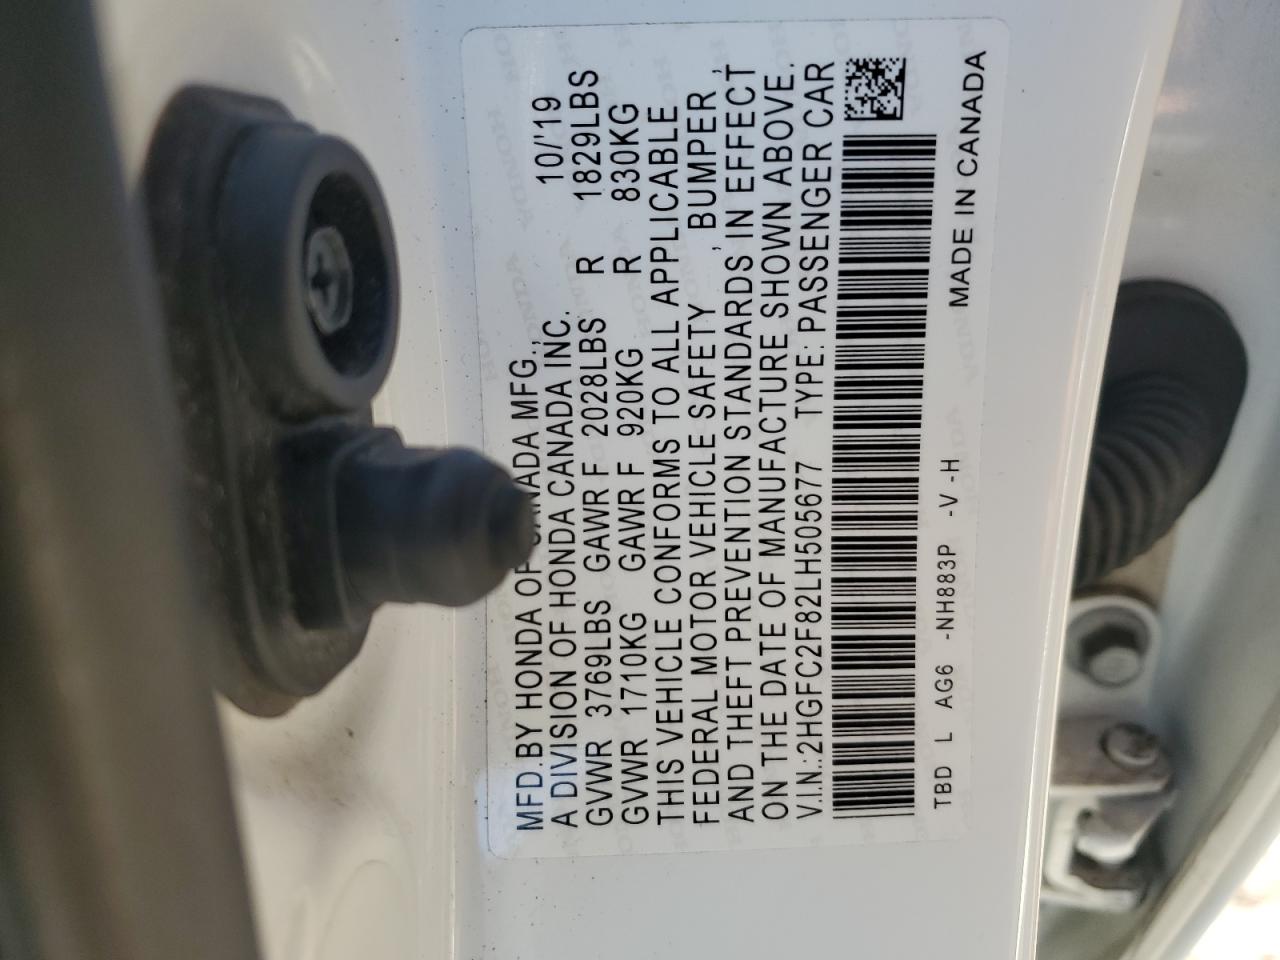 MFD.BY HONDA OF CANADA MFG., 10/'19
A DIVISION OF HONDA CANADA INC.
GVWR 3769LBS GAWR F 2028LBS R 1829LBS
GVWR 1710KG GAWR F 920KG R 830KG
THIS VEHICLE CONFORMS TO ALL APPLICABLE
FEDERAL MOTOR VEHICLE SAFETY , BUMPER ,
AND THEFT PREVENTION STANDARDS IN EFFECT
ON THE DATE OF MANUFACTURE SHOWN ABOVE.
V.I.N.:2HGFC2F82LH505677 TYPE: PASSENGER CAR
TBD L AG6 -NH883P -V -H MADE IN CANADA